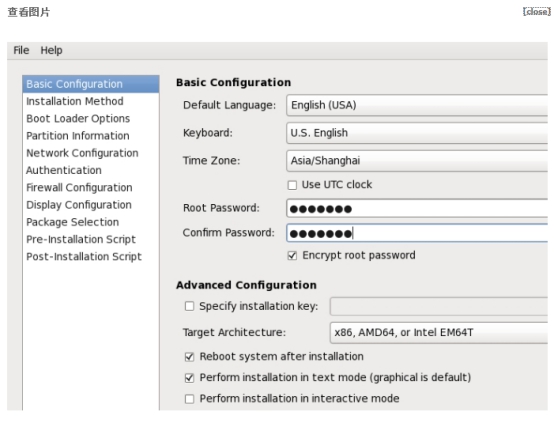 查看图片 [close]
File Help
Basic Configuration
Installation Method
Boot Loader Options
Partition Information
Network Configuration
Authentication
Firewall Configuration
Display Configuration
Package Selection
Pre-Installation Script
Post-Installation Script
Basic Configuration
Default Language: English (USA)
Keyboard: U.S. English
Time Zone: Asia/Shanghai
Use UTC clock
Root Password: ●●●●●●●
Confirm Password: ●●●●●●●
Encrypt root password
Advanced Configuration
Specify installation key:
Target Architecture: x86, AMD64, or Intel EM64T
Reboot system after installation
Perform installation in text mode (graphical is default)
Perform installation in interactive mode